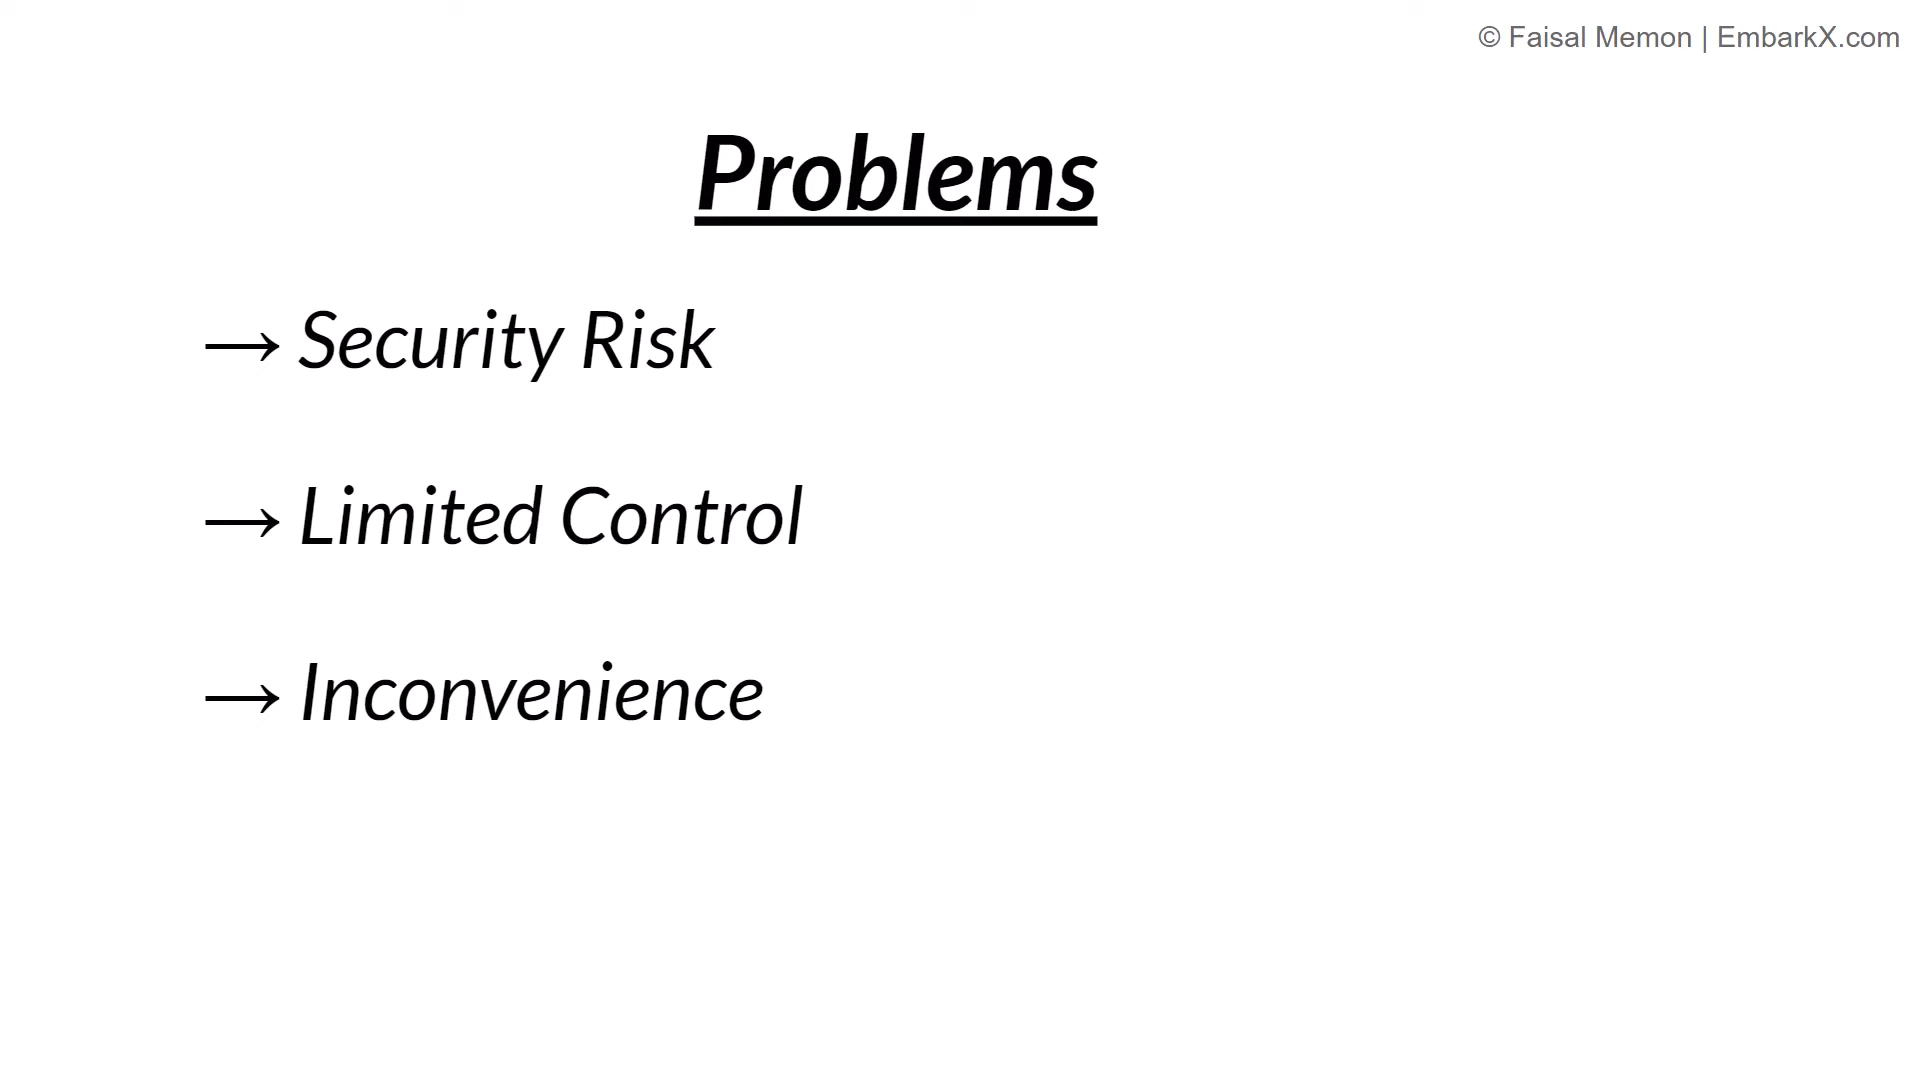 © Faisal Memon | EmbarkX.com
Problems
→ Security Risk
→ Limited Control
→ Inconvenience